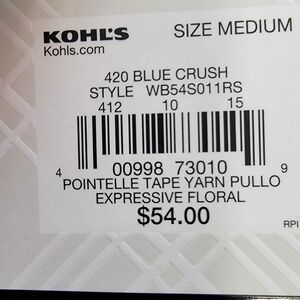 KOHL'S SIZE MEDIUM
Kohls.com
420 BLUE CRUSH
STYLE WB54S011RS
412 10 15
4 00998 73010 9
POINTELLE TAPE YARN PULLO
EXPRESSIVE FLORAL
$54.00
RPI